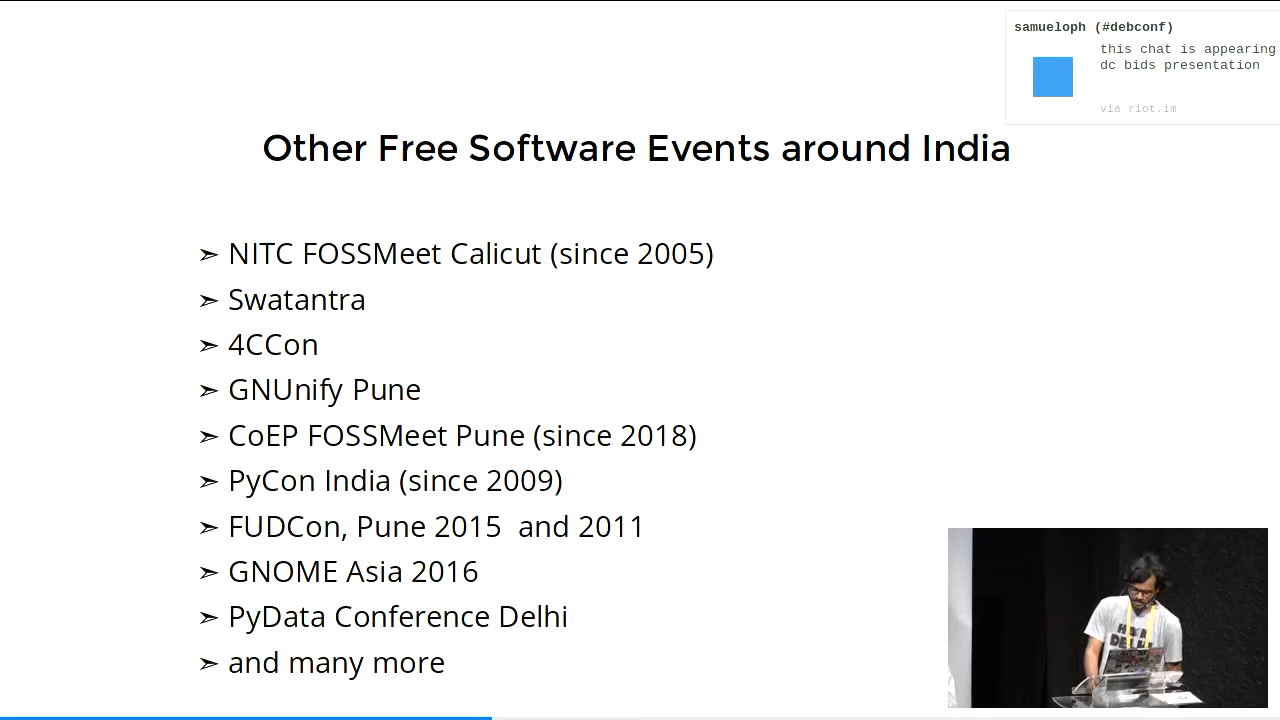 samueloph (#debconf)
this chat is appearing
dc bids presentation
via riot.im
Other Free Software Events around India
➣ NITC FOSSMeet Calicut (since 2005)
➣ Swatantra
➣ 4CCon
➣ GNUnify Pune
➣ CoEP FOSSMeet Pune (since 2018)
➣ PyCon India (since 2009)
➣ FUDCon, Pune 2015  and 2011
➣ GNOME Asia 2016
➣ PyData Conference Delhi
➣ and many more